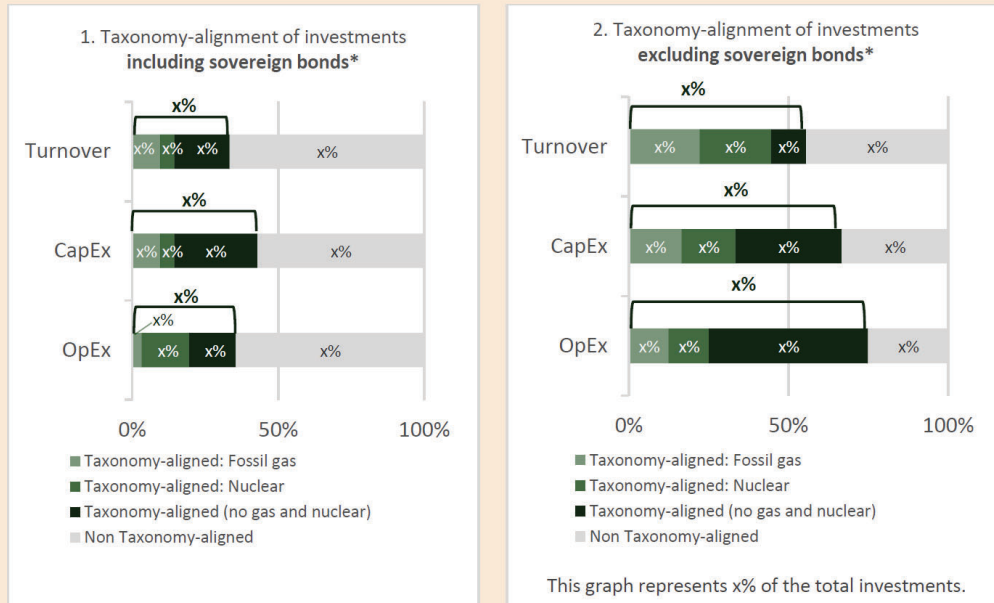 1. Taxonomy-alignment of investments
including sovereign bonds*
x%
Turnover
x% x% x% x%
x%
CapEx
x% x% x% x%
x%
x%
OpEx
x% x% x%
0% 50% 100%
Taxonomy-aligned: Fossil gas
Taxonomy-aligned: Nuclear
Taxonomy-aligned (no gas and nuclear)
Non Taxonomy-aligned
2. Taxonomy-alignment of investments
excluding sovereign bonds*
x%
Turnover
x% x% x% x%
x%
CapEx
x% x% x% x%
x%
OpEx
x% x% x% x%
0% 50% 100%
Taxonomy-aligned: Fossil gas
Taxonomy-aligned: Nuclear
Taxonomy-aligned (no gas and nuclear)
Non Taxonomy-aligned
This graph represents x% of the total investments.